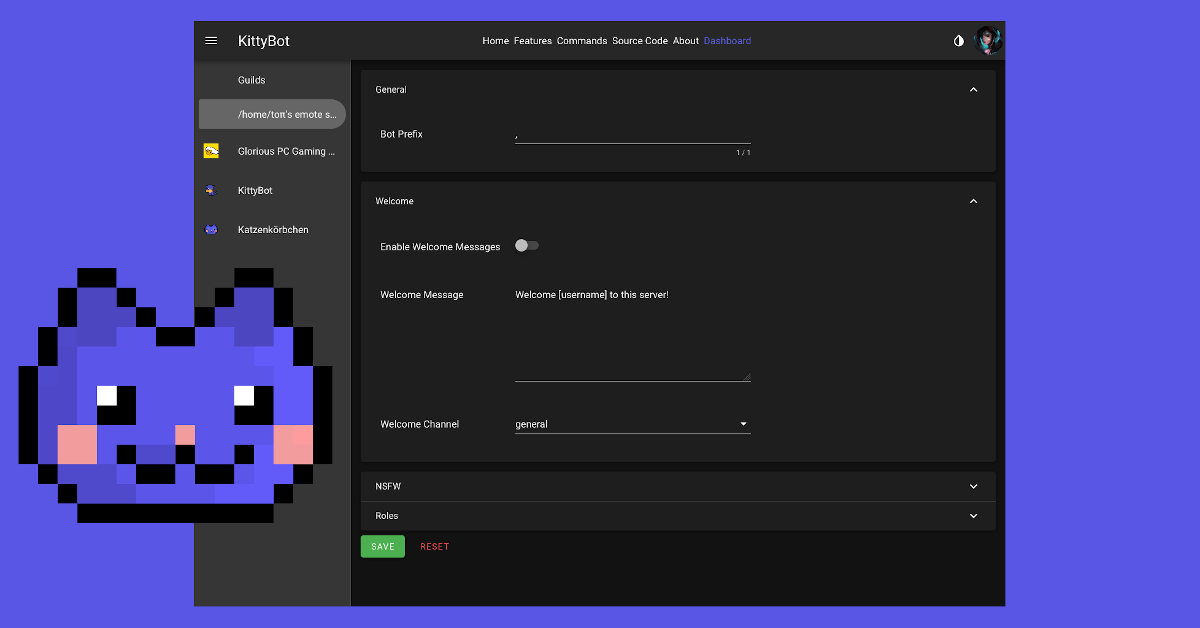 KittyBot
Home Features Commands Source Code About Dashboard
Guilds
/home/τοπ's emote s...
Glorious PC Gaming ...
KittyBot
Katzenkörbchen
General
Bot Prefix
,
1 / 1
Welcome
Enable Welcome Messages
Welcome Message
Welcome [username] to this server!
Welcome Channel
general
NSFW
Roles
SAVE
RESET